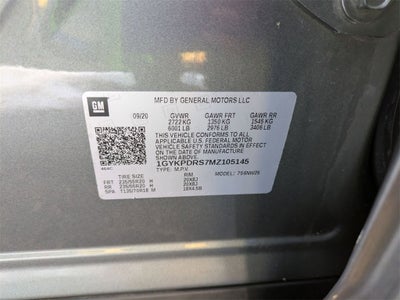 GM
MFD BY GENERAL MOTORS LLC
09/20 GVWR GAWR FRT GAWR RR
2722 KG 1350 KG 1545 KG
6001 LB 2976 LB 3406 LB
THIS VEHICLE CONFORMS TO ALL
APPLICABLE U.S. FEDERAL MOTOR
VEHICLE SAFETY STANDARDS IN
EFFECT ON THE DATE OF
MANUFACTURE SHOWN ABOVE.
1GYKPDRS7MZ105145
TYPE: M.P.V. MODEL:
TIRE SIZE RIM
FRT 235/55R20 H 20X8J
RR 235/55R20 H 20X8J
SPA T135/70R18 M 18X4.5B